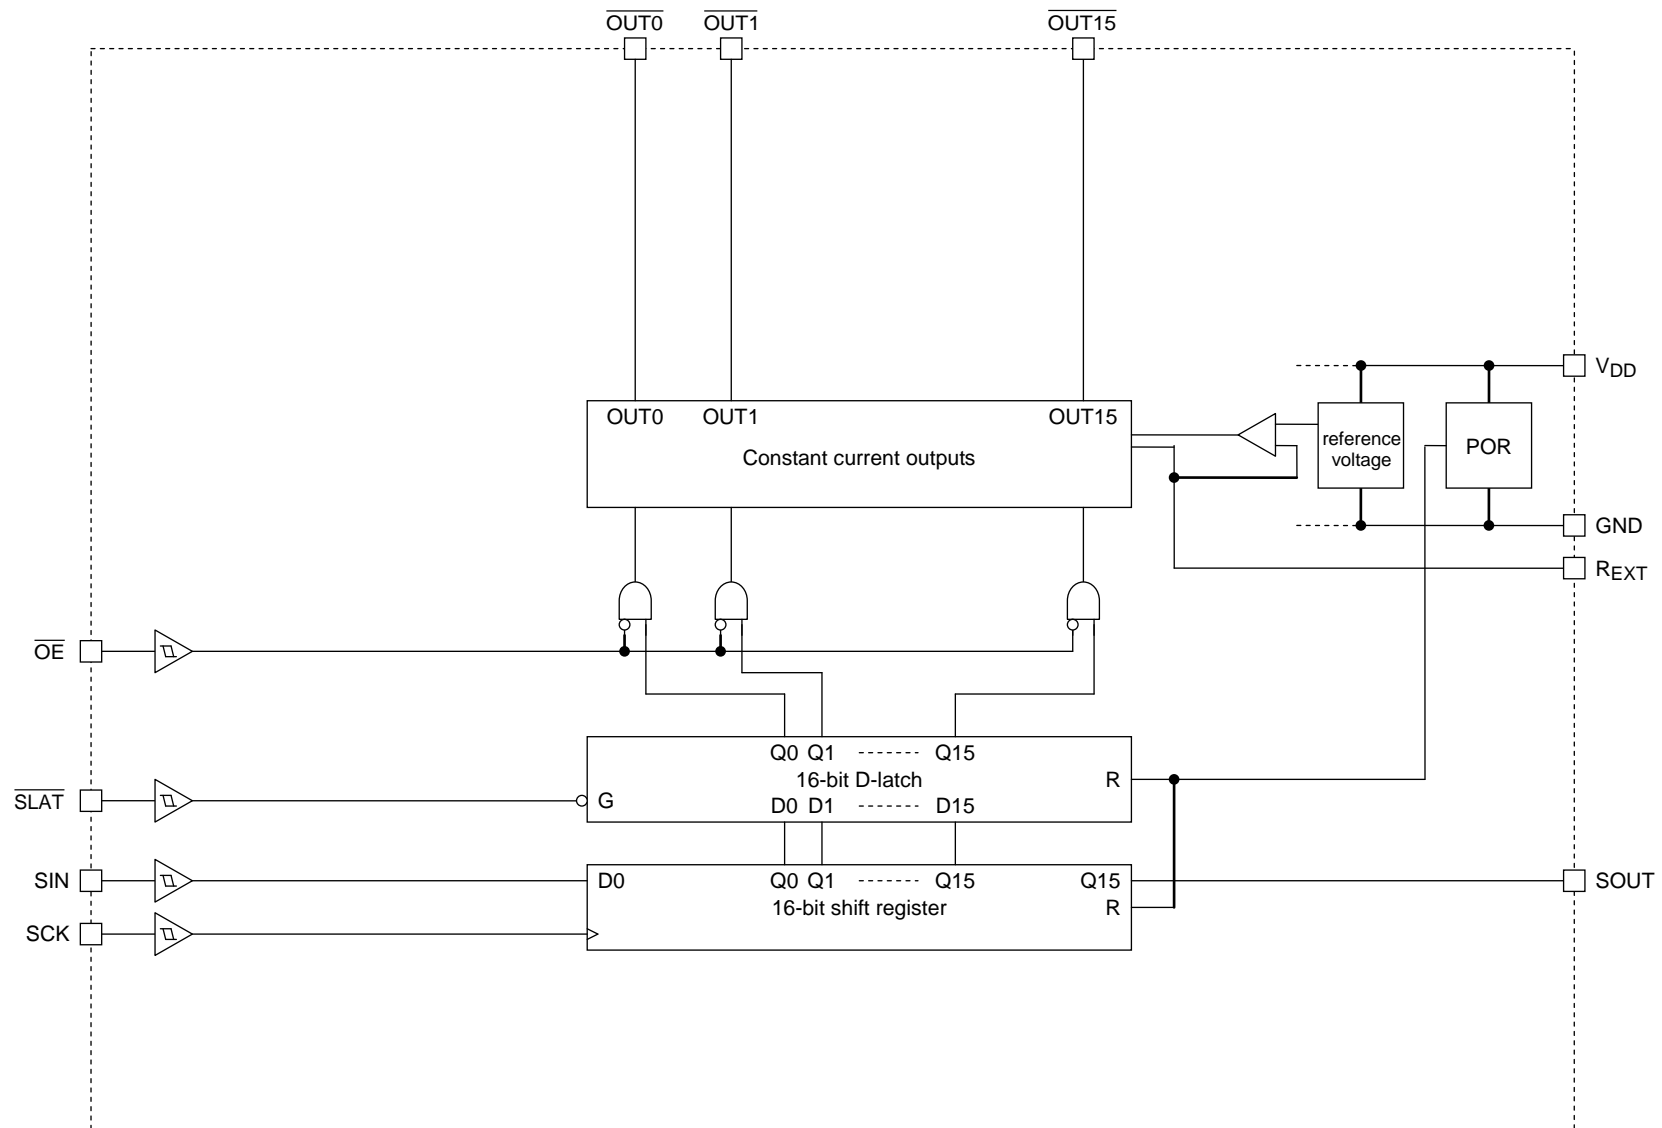 OUT0 OUT1 OUT15
VDD
OUT0 OUT1 OUT15
Constant current outputs
reference
voltage
POR
GND
REXT
OE
Q0 Q1 ------- Q15
16-bit D-latch R
SLAT
G
D0 D1 ------- D15
SIN
D0 Q0 Q1 ------- Q15 Q15
SOUT
16-bit shift register R
SCK